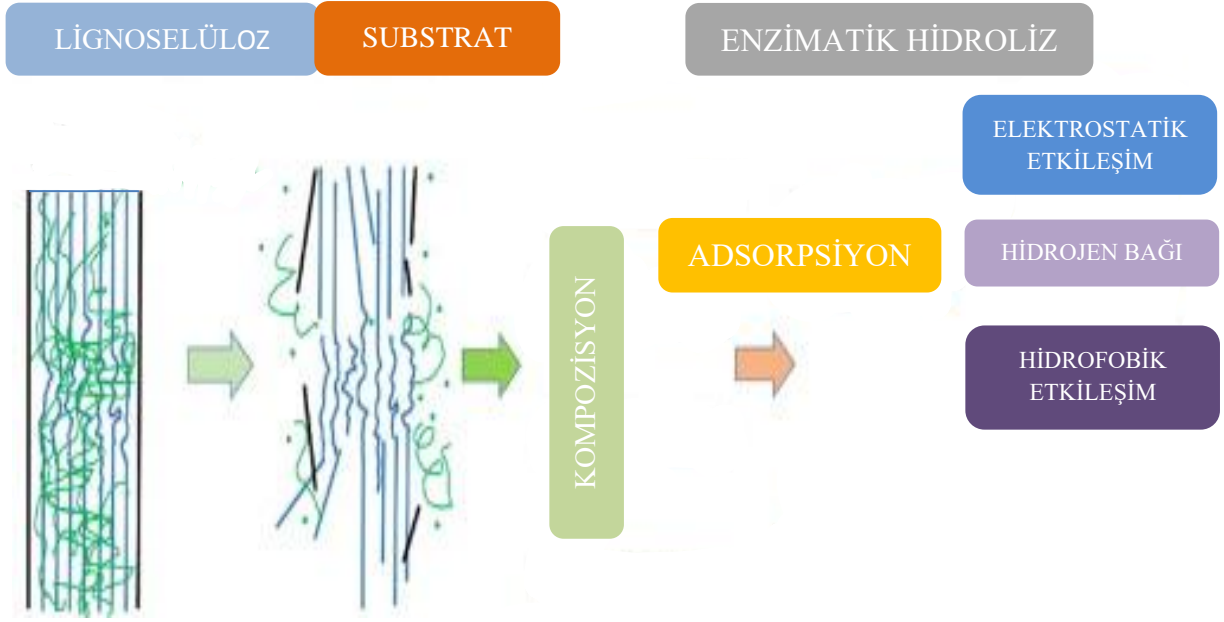 LİGNOSELÜLOZ
SUBSTRAT
ENZİMATİK HİDROLİZ
ELEKTROSTATİK
ETKİLEŞİM
KOMPOZİSYON
ADSORPSİYON
HİDROJEN BAĞI
HİDROFOBİK
ETKİLEŞİM